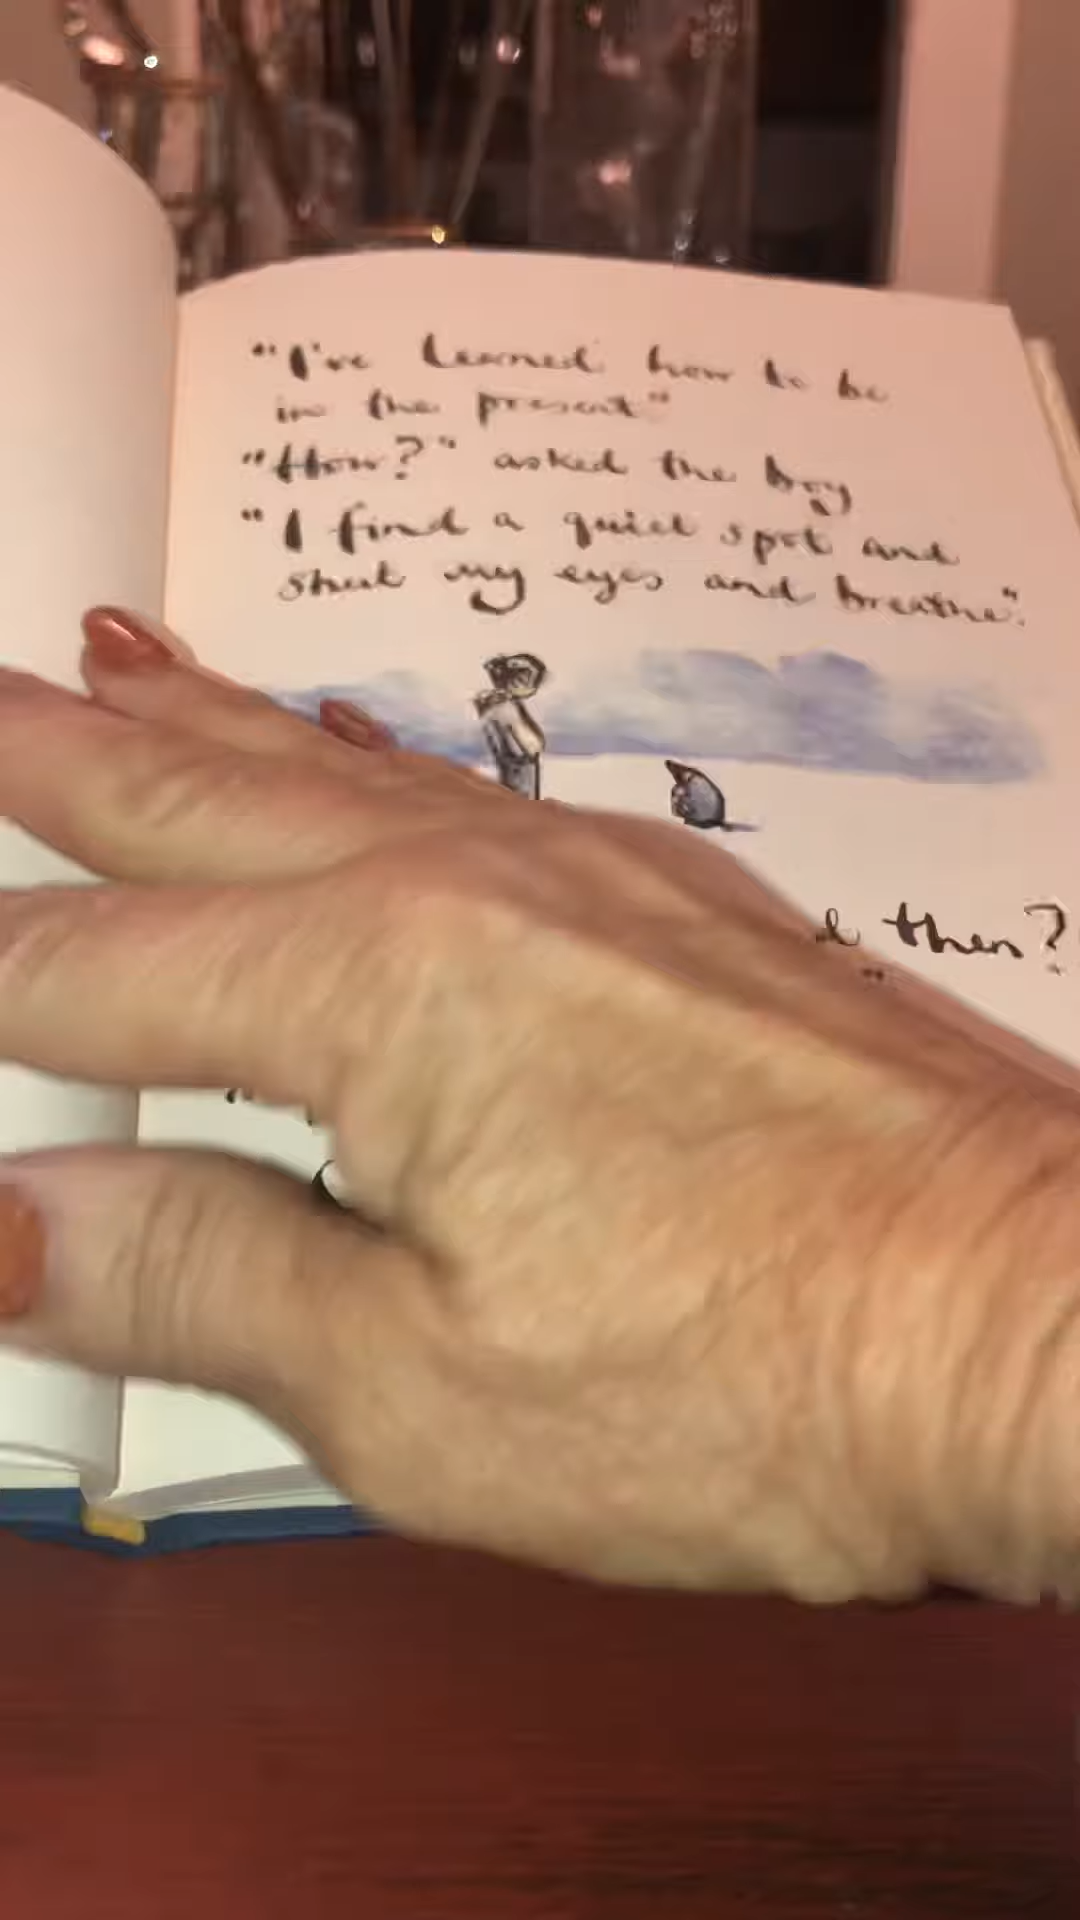 "I've learned how to be
in the present"
"How?" asked the boy
"I find a quiet spot and
shut my eyes and breathe".
then?"